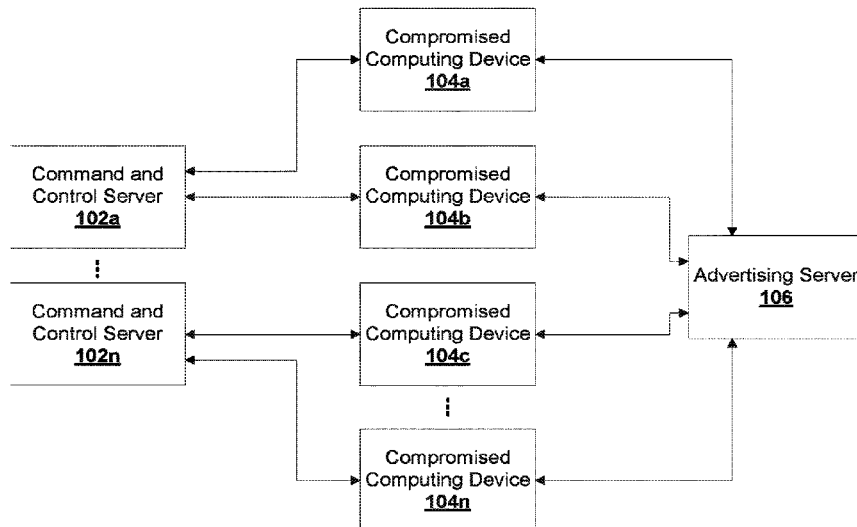 Compromised
Computing Device
104a
Command and
Control Server
102a
Compromised
Computing Device
104b
Advertising Server
106
Command and
Control Server
102n
Compromised
Computing Device
104c
Compromised
Computing Device
104n